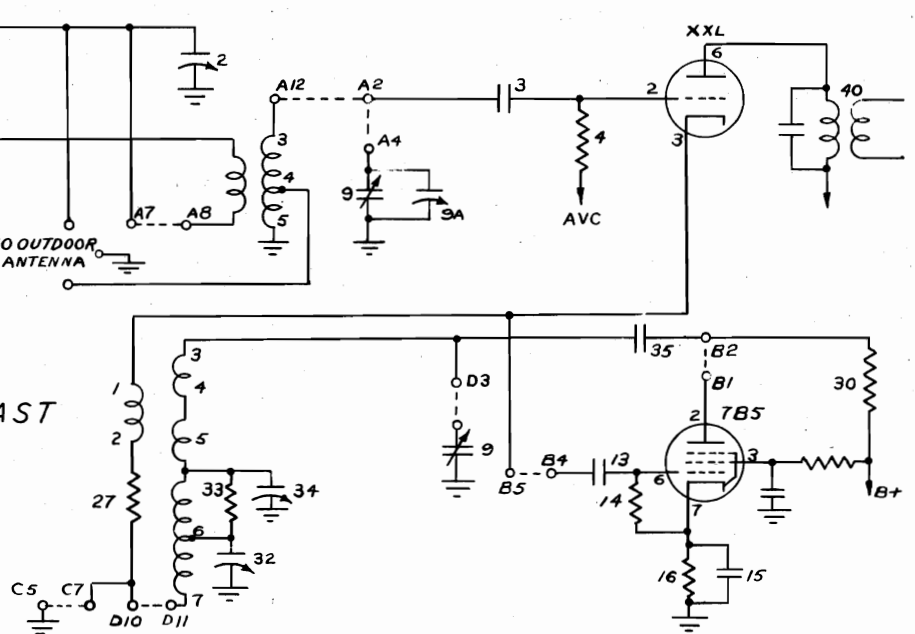 2
XXL
6
A12
A2
3
2
40
3
4
A4
3
4
9
9A
5
A7
A8
AVC
O OUTDOOR
ANTENNA
35
B2
3
D3
B1
30
1
4
2
7B5
AST
2
5
9
B5
B4
13
6
3
27
33
34
14
B+
7
6
32
16
15
C5
C7
7
D10
D11